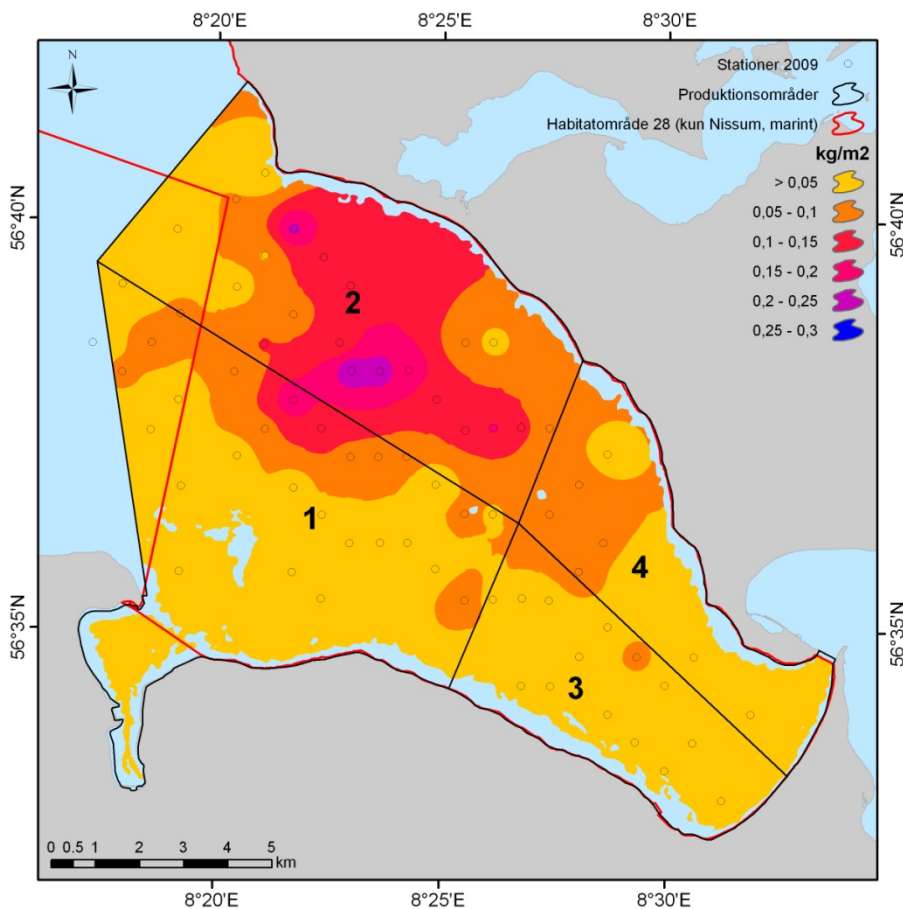 8°20'E 8°25'E 8°30'E
N
Stationer 2009
Produktionsområder
Habitatområde 28 (kun Nissum, marint)
kg/m2
> 0,05
0,05 - 0,1
0,1 - 0,15
0,15 - 0,2
0,2 - 0,25
0,25 - 0,3
56°40'N 56°40'N
2
1
4
56°35'N 56°35'N
3
0 0.5 1 2 3 4 5
km
8°20'E 8°25'E 8°30'E